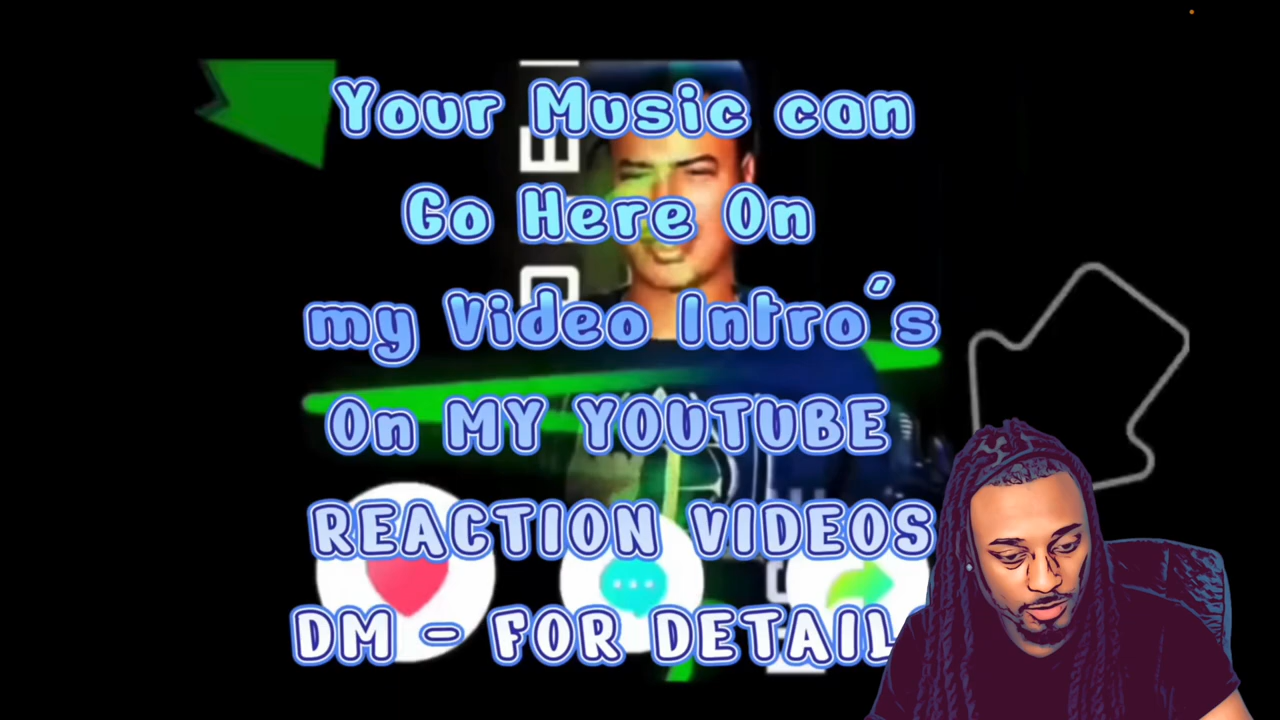 Your Music can
Go Here On
my Video Intro's
On MY YOUTUBE
REACTION VIDEOS
DM - FOR DETAIL